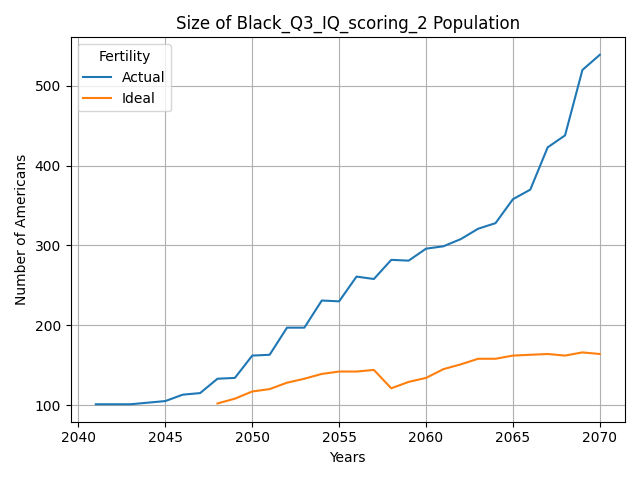 Size of Black_Q3_IQ_scoring_2 Population
Fertility
Actual
Ideal
Number of Americans
500
400
300
200
100
2040
2045
2050
2055
2060
2065
2070
Years